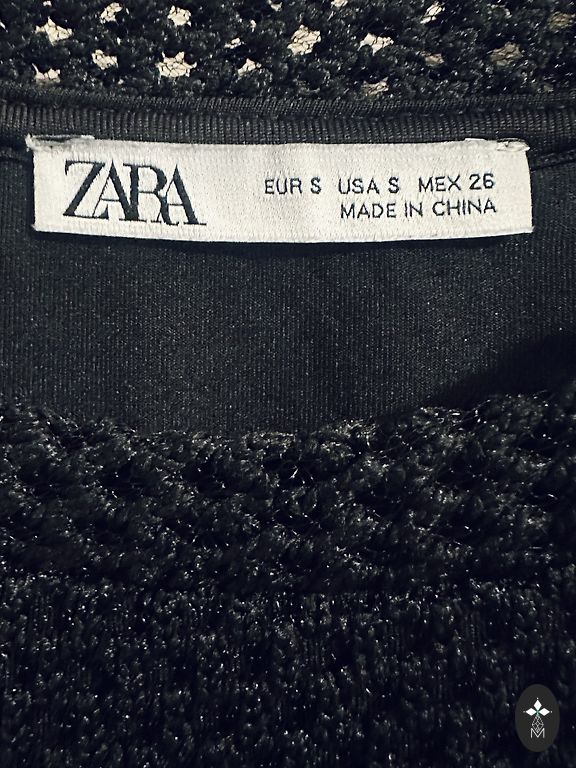 ZARA
EUR S USA S MEX 26
MADE IN CHINA
M